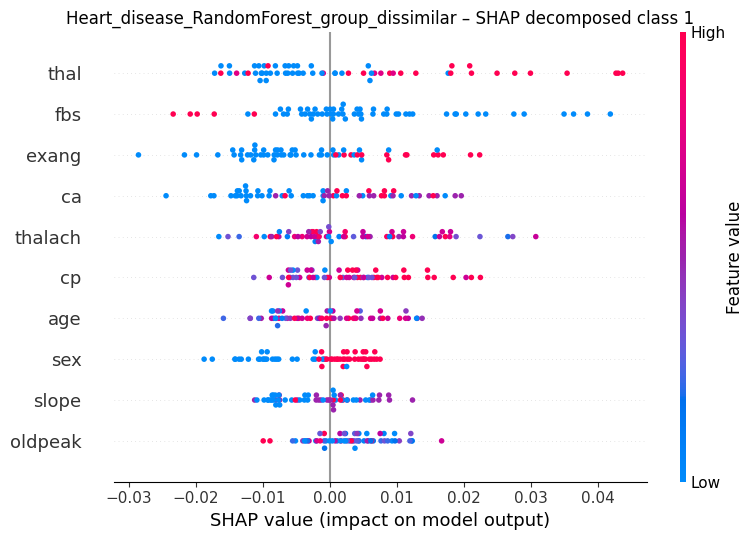 Heart_disease_RandomForest_group_dissimilar – SHAP decomposed class 1
High
thal
fbs
exang
ca
thalach
cp
age
sex
slope
oldpeak
Feature value
Low
−0.03 −0.02 −0.01 0.00 0.01 0.02 0.03 0.04
SHAP value (impact on model output)